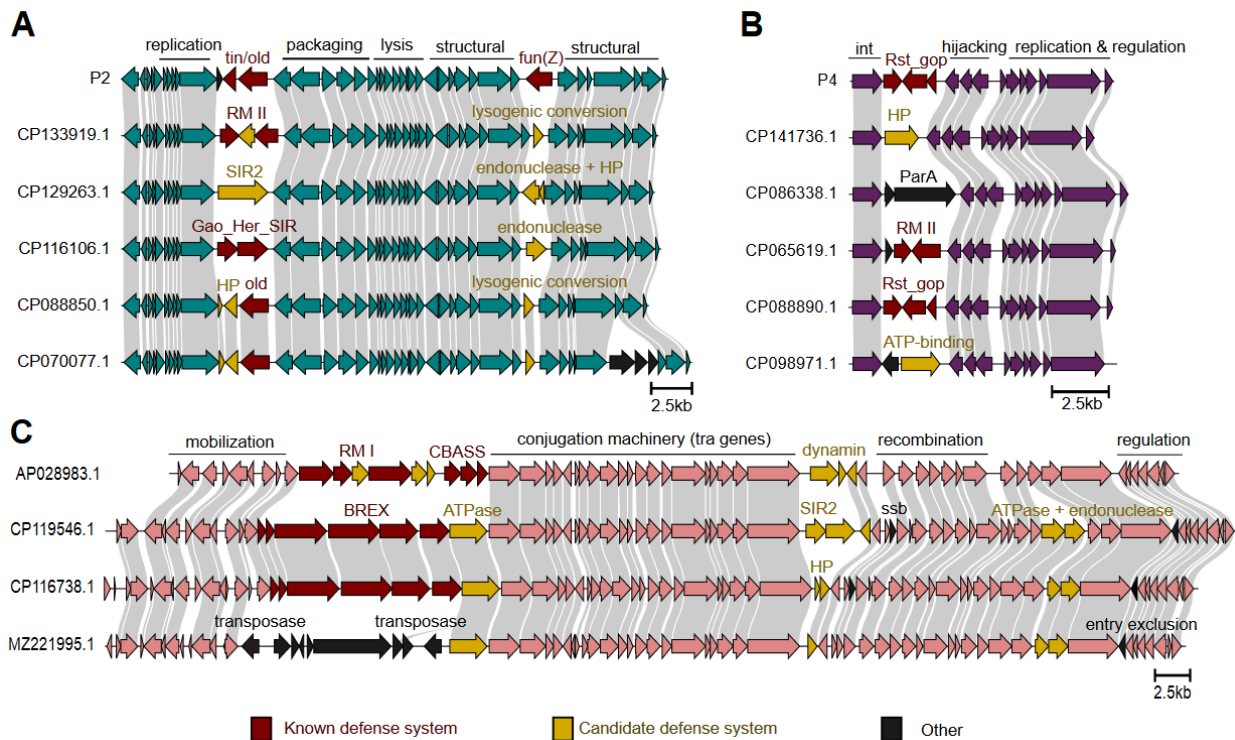 A
replication tin/old packaging lysis structural fun(Z) structural
P2
RM II lysogenic conversion
CP133919.1
SIR2 endonuclease + HP
CP129263.1
Gao_Her_SIR endonuclease
CP116106.1
HP old lysogenic conversion
CP088850.1
CP070077.1
2.5kb
B
int Rst_gop hijacking replication & regulation
P4
HP
CP141736.1
ParA
CP086338.1
RM II
CP065619.1
Rst_gop
CP088890.1
ATP-binding
CP098971.1
2.5kb
C
mobilization RM I CBASS conjugation machinery (tra genes) dynamin recombination regulation
AP028983.1
BREX ATPase SIR2 ssb ATPase + endonuclease
CP119546.1
HP
CP116738.1
transposase transposase entry exclusion
MZ221995.1
2.5kb
Known defense system Candidate defense system Other